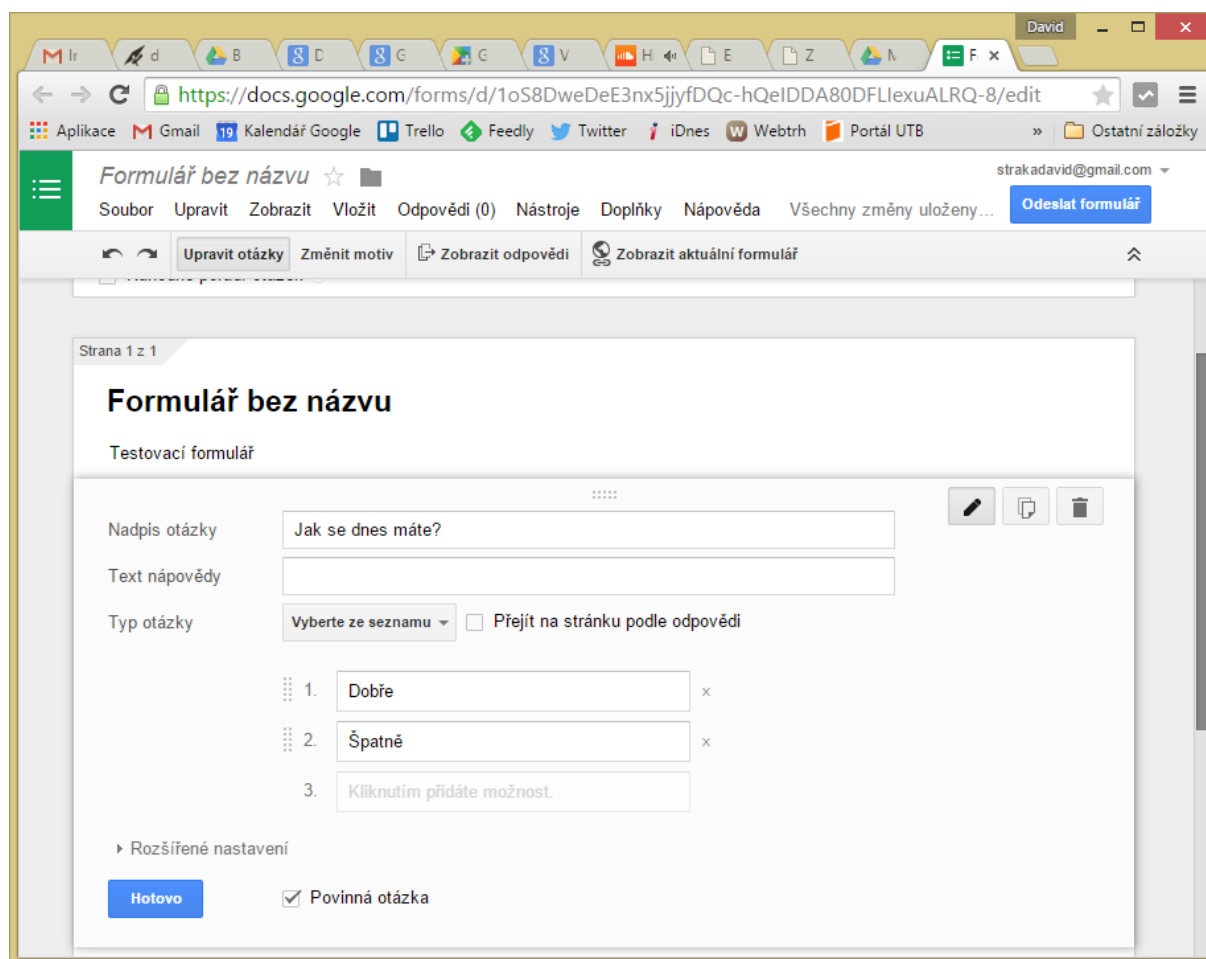 David
Ir d B D G G V H E Z N F
https://docs.google.com/forms/d/1oS8DweDeE3nx5jjyfDQc-hQeIDDA80DFLIexuALRQ-8/edit
Aplikace Gmail 19 Kalendář Google Trello Feedly Twitter iDnes Webtrh Portál UTB » Ostatní záložky
Formulář bez názvu
strakadavid@gmail.com
Soubor Upravit Zobrazit Vložit Odpovědi (0) Nástroje Doplňky Nápověda Všechny změny uloženy… Odeslat formulář
Upravit otázky Změnit motiv Zobrazit odpovědi Zobrazit aktuální formulář
Strana 1 z 1
Formulář bez názvu
Testovací formulář
Nadpis otázky Jak se dnes máte?
Text nápovědy
Typ otázky Vyberte ze seznamu Přejít na stránku podle odpovědi
1. Dobře x
2. Špatně x
3. Kliknutím přidáte možnost.
Rozšířené nastavení
Hotovo Povinná otázka